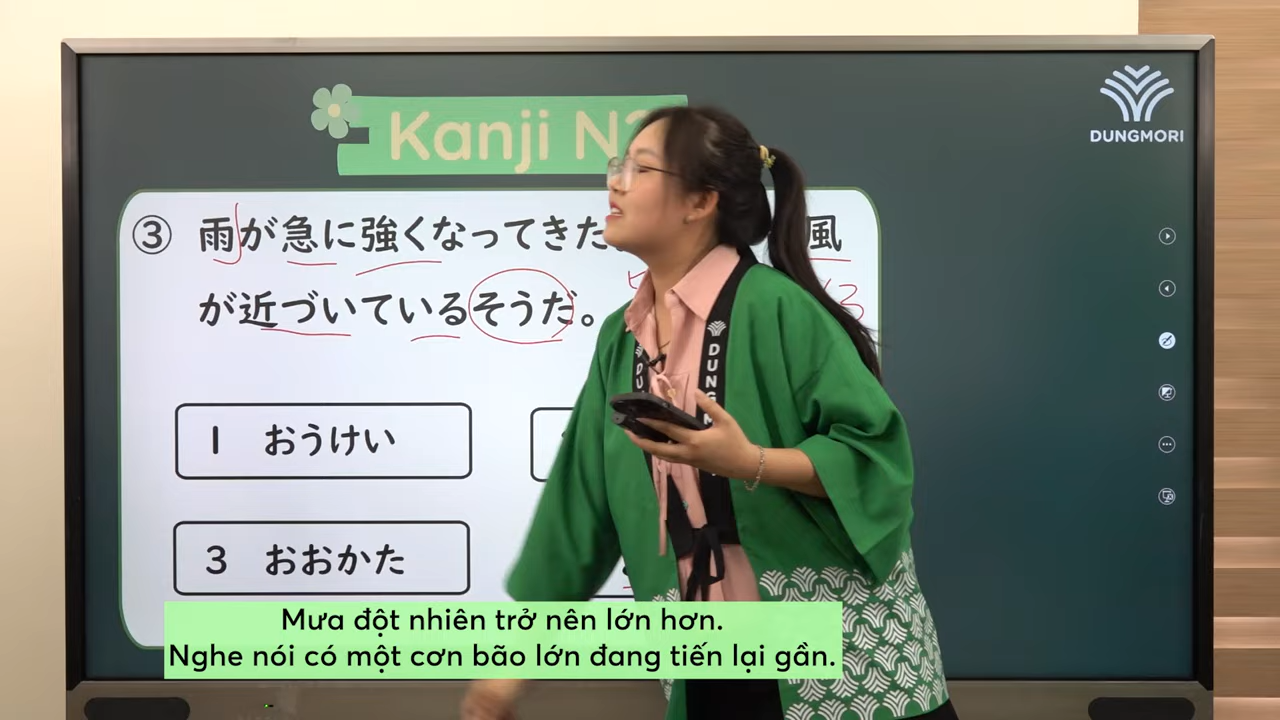 Kanji
DUNGMORI
③ 雨が急に強くなってきた
風
が近づいているそうだ。
1 おうけい
3 おおかた
DUNG
Mưa đột nhiên trở nên lớn hơn.
Nghe nói có một cơn bão lớn đang tiến lại gần.